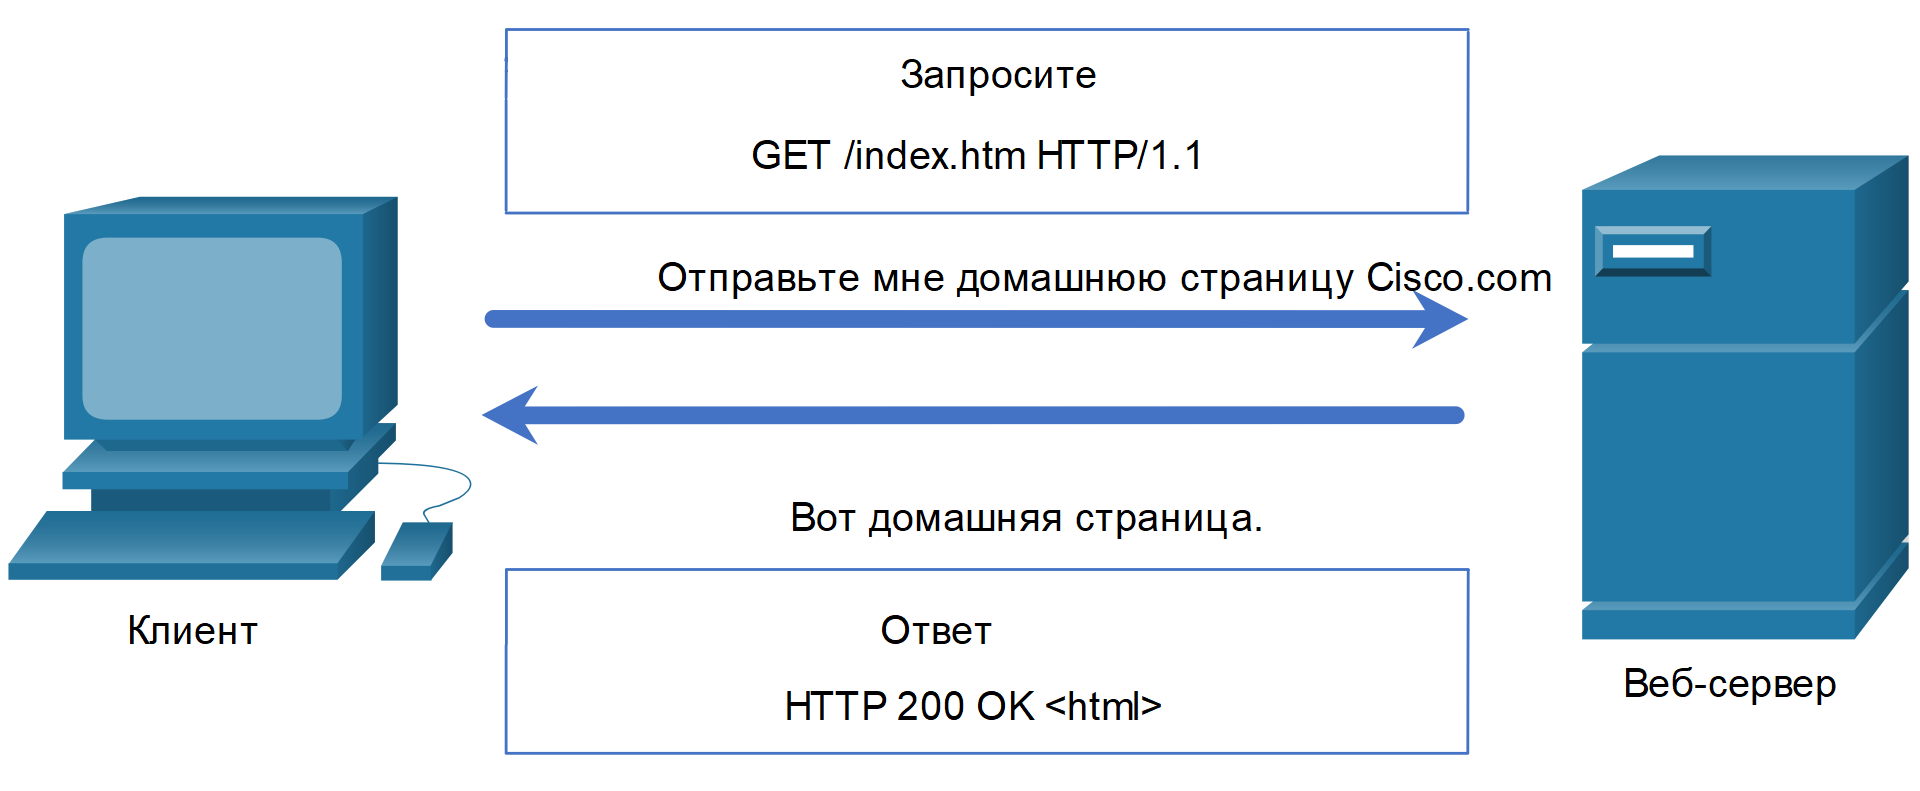 Запросите
GET /index.htm HTTP/1.1
Отправьте мне домашнюю страницу Cisco.com
Вот домашняя страница.
Клиент
Ответ
HTTP 200 OK <html>
Веб-сервер